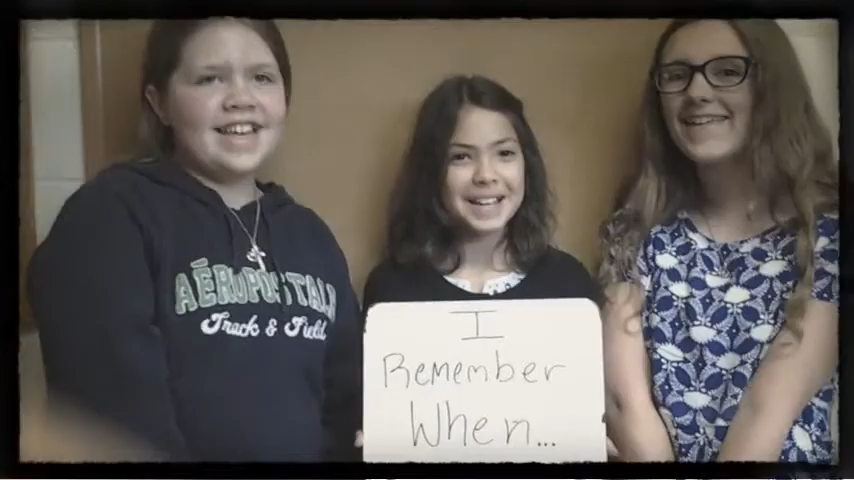 AÉROPOSTALE
Track & Field
I
Remember
When...